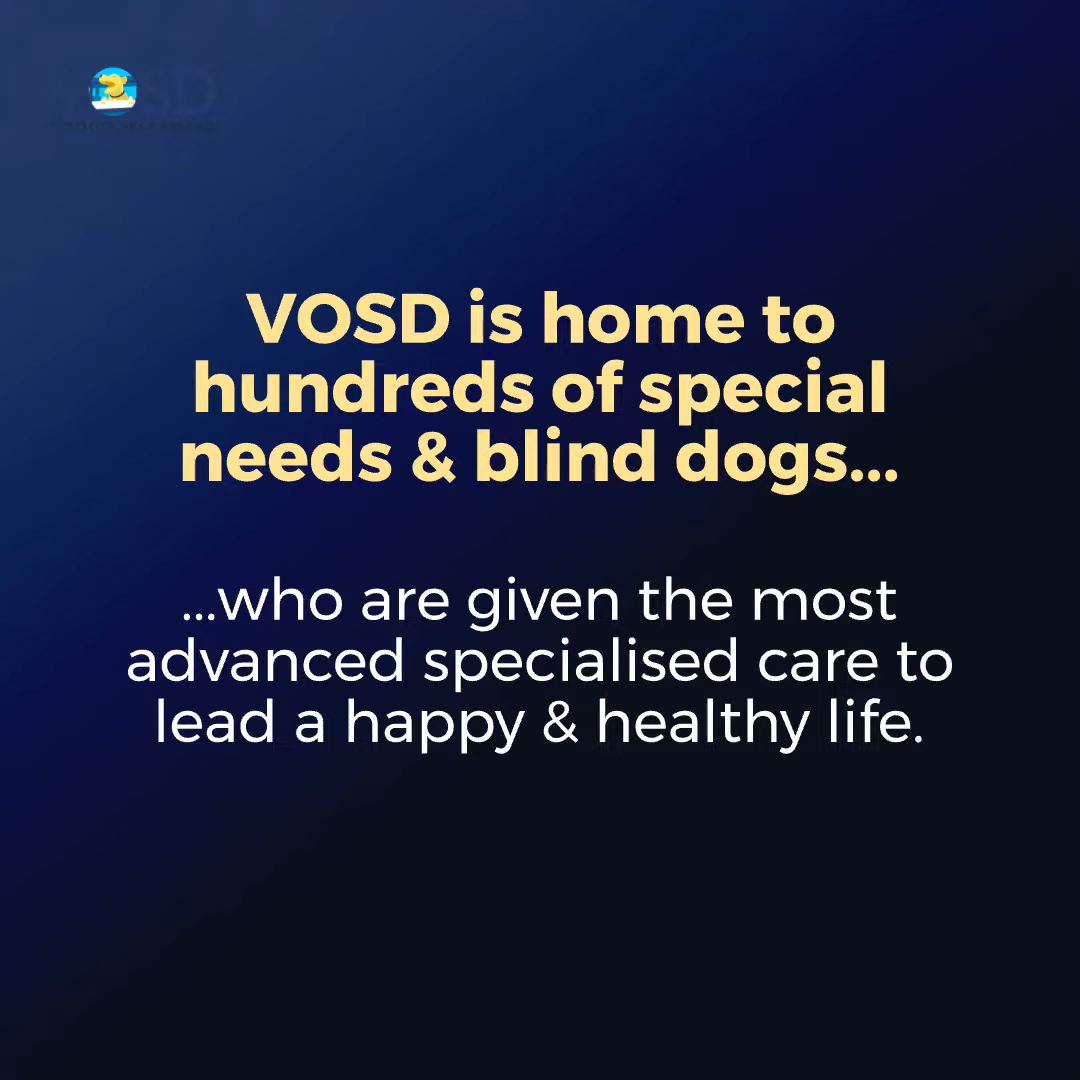 VOSD is home to
hundreds of special
needs & blind dogs...
...who are given the most
advanced specialised care to
lead a happy & healthy life.